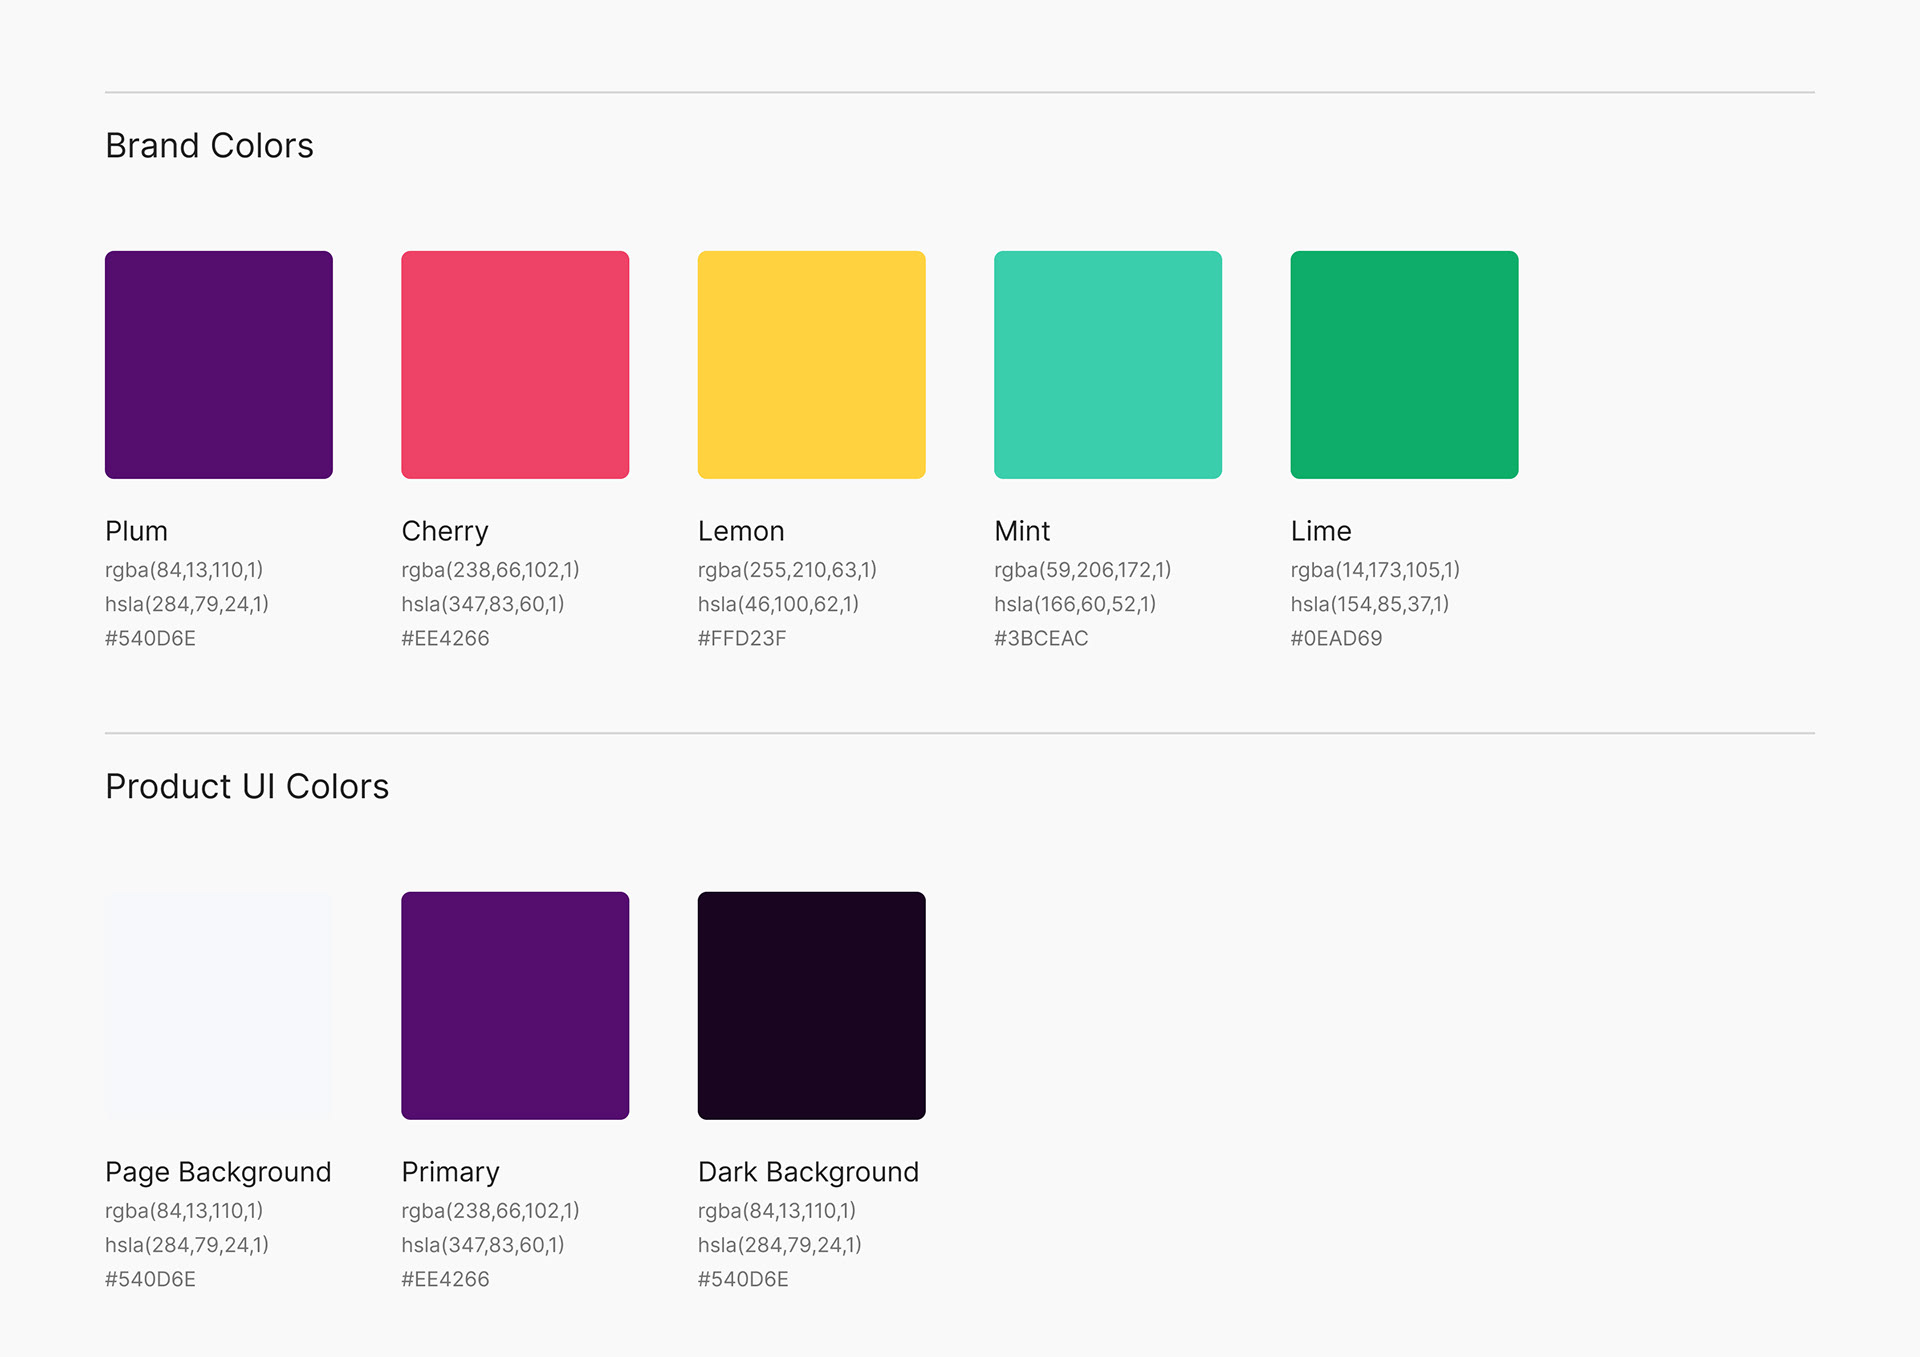 Brand Colors
Plum
rgba(84,13,110,1)
hsla(284,79,24,1)
#540D6E
Cherry
rgba(238,66,102,1)
hsla(347,83,60,1)
#EE4266
Lemon
rgba(255,210,63,1)
hsla(46,100,62,1)
#FFD23F
Mint
rgba(59,206,172,1)
hsla(166,60,52,1)
#3BCEAC
Lime
rgba(14,173,105,1)
hsla(154,85,37,1)
#0EAD69
Product UI Colors
Page Background
rgba(84,13,110,1)
hsla(284,79,24,1)
#540D6E
Primary
rgba(238,66,102,1)
hsla(347,83,60,1)
#EE4266
Dark Background
rgba(84,13,110,1)
hsla(284,79,24,1)
#540D6E